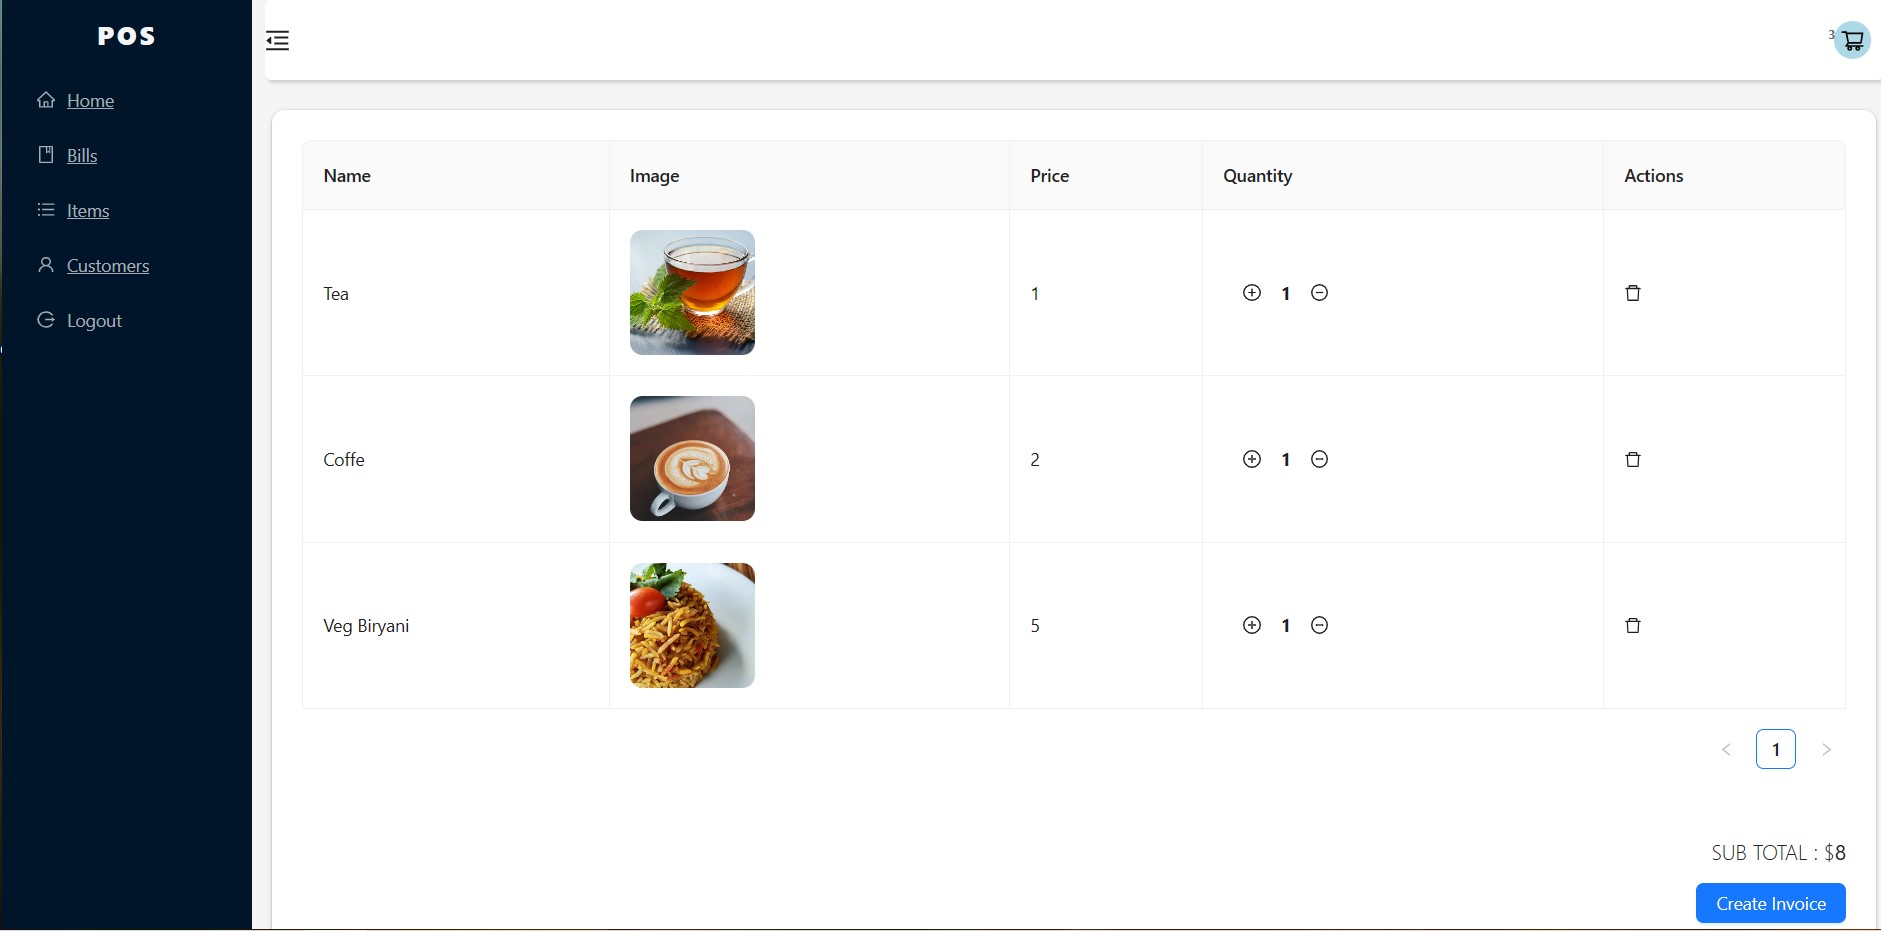 POS
Home
Bills
Items
Customers
Logout
3
Name Image Price Quantity Actions
Tea 1 1
Coffe 2 1
Veg Biryani 5 1
< 1 >
SUB TOTAL : $8
Create Invoice